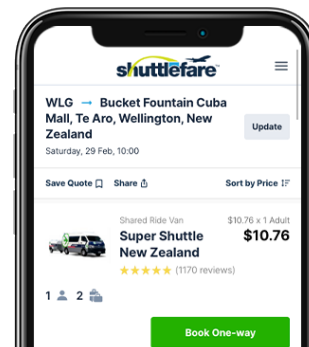 shuttlefare
WLG → Bucket Fountain Cuba
Mall, Te Aro, Wellington, New
Zealand
Update
Saturday, 29 Feb, 10:00
Save Quote Share Sort by Price
Shared Ride Van $10.76 x 1 Adult
Super Shuttle $10.76
New Zealand
(1170 reviews)
1 2
Book One-way